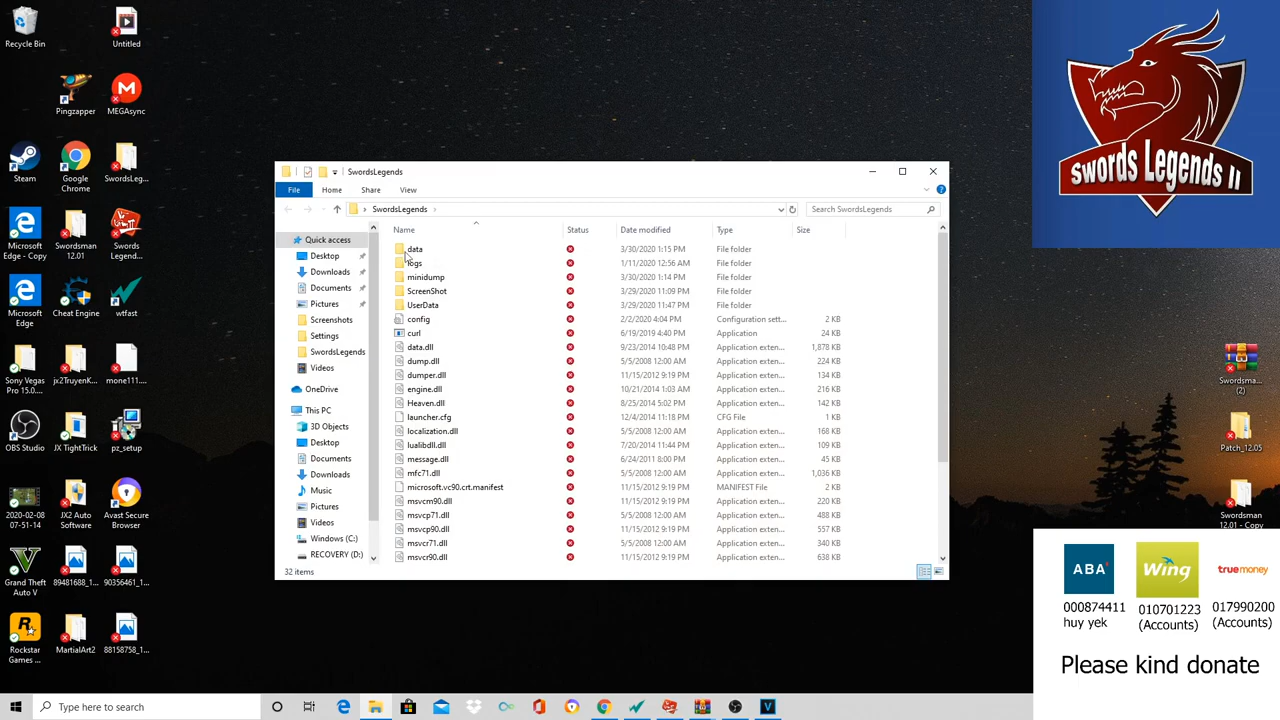 Recycle Bin
Untitled
Pingzapper
MEGAsync
Steam
Google Chrome
SwordsLeg...
Microsoft Edge - Copy
Swordsman 12.01
Swords Legend...
Microsoft Edge
Cheat Engine
wtfast
Sony Vegas Pro 15.0....
jx2TruyenK...
mone111....
OBS Studio
JX TightTrick
pz_setup
2020-02-08 07-51-14
JX2 Auto Software
Avast Secure Browser
Grand Theft Auto V
89481688_1...
90356461_1...
Rockstar Games ...
MartialArt2
88158758_1...
SwordsLegends
File
Home
Share
View
SwordsLegends
Search SwordsLegends
Quick access
Desktop
Downloads
Documents
Pictures
Screenshots
Settings
SwordsLegends
Videos
OneDrive
This PC
3D Objects
Desktop
Documents
Downloads
Music
Pictures
Videos
Windows (C:)
RECOVERY (D:)
Name Status Date modified Type Size
data 3/30/2020 1:15 PM File folder
logs 1/11/2020 12:56 AM File folder
minidump 3/30/2020 1:14 PM File folder
ScreenShot 3/29/2020 11:09 PM File folder
UserData 3/29/2020 11:47 PM File folder
config 2/2/2020 4:04 PM Configuration sett... 2 KB
curl 6/19/2019 4:40 PM Application 24 KB
data.dll 9/23/2014 10:48 PM Application exten... 1,878 KB
dump.dll 5/5/2008 12:00 AM Application exten... 224 KB
dumper.dll 11/15/2012 9:19 PM Application exten... 134 KB
engine.dll 10/21/2014 1:03 AM Application exten... 216 KB
Heaven.dll 8/25/2014 5:02 PM Application exten... 142 KB
launcher.cfg 12/4/2014 11:18 PM CFG File 1 KB
localization.dll 5/5/2008 12:00 AM Application exten... 168 KB
lualibdll.dll 7/20/2014 11:44 PM Application exten... 109 KB
message.dll 6/24/2011 8:00 PM Application exten... 45 KB
mfc71.dll 5/5/2008 12:00 AM Application exten... 1,036 KB
microsoft.vc90.crt.manifest 11/15/2012 9:19 PM MANIFEST File 2 KB
msvcm90.dll 11/15/2012 9:19 PM Application exten... 220 KB
msvcp71.dll 5/5/2008 12:00 AM Application exten... 488 KB
msvcp90.dll 11/15/2012 9:19 PM Application exten... 557 KB
msvcr71.dll 5/5/2008 12:00 AM Application exten... 340 KB
msvcr90.dll 11/15/2012 9:19 PM Application exten... 638 KB
32 items
Swords Legends II
Swordsma... (2)
Patch_12.05
Swordsman 12.01 - Copy
ABA'
Wing
truemoney
000874411
huy yek
010701223
(Accounts)
017990200
(Accounts)
Please kind donate
Type here to search